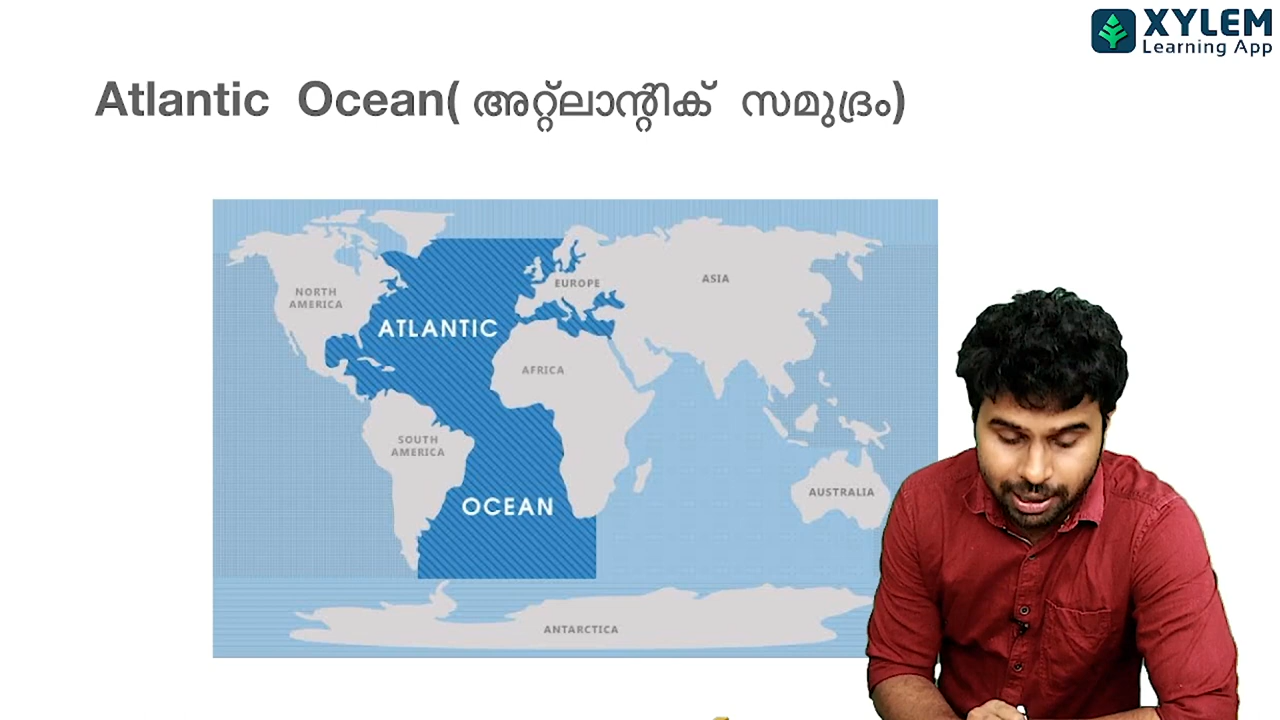 XYLEM
Learning App
Atlantic Ocean( അറ്റ്ലാന്റിക് സമുദ്രം)
NORTH
AMERICA
ATLANTIC
EUROPE
ASIA
AFRICA
SOUTH
AMERICA
OCEAN
AUSTRALIA
ANTARCTICA